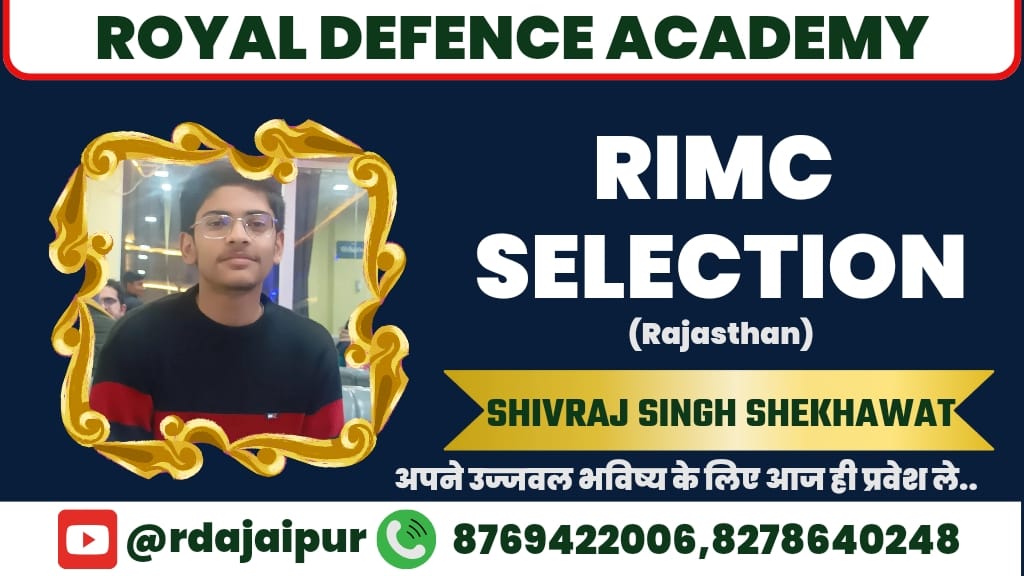 ROYAL DEFENCE ACADEMY
RIMC
SELECTION
(Rajasthan)
SHIVRAJ SINGH SHEKHAWAT
अपने उज्जवल भविष्य के लिए आज ही प्रवेश ले..
@rdajaipur 8769422006,8278640248